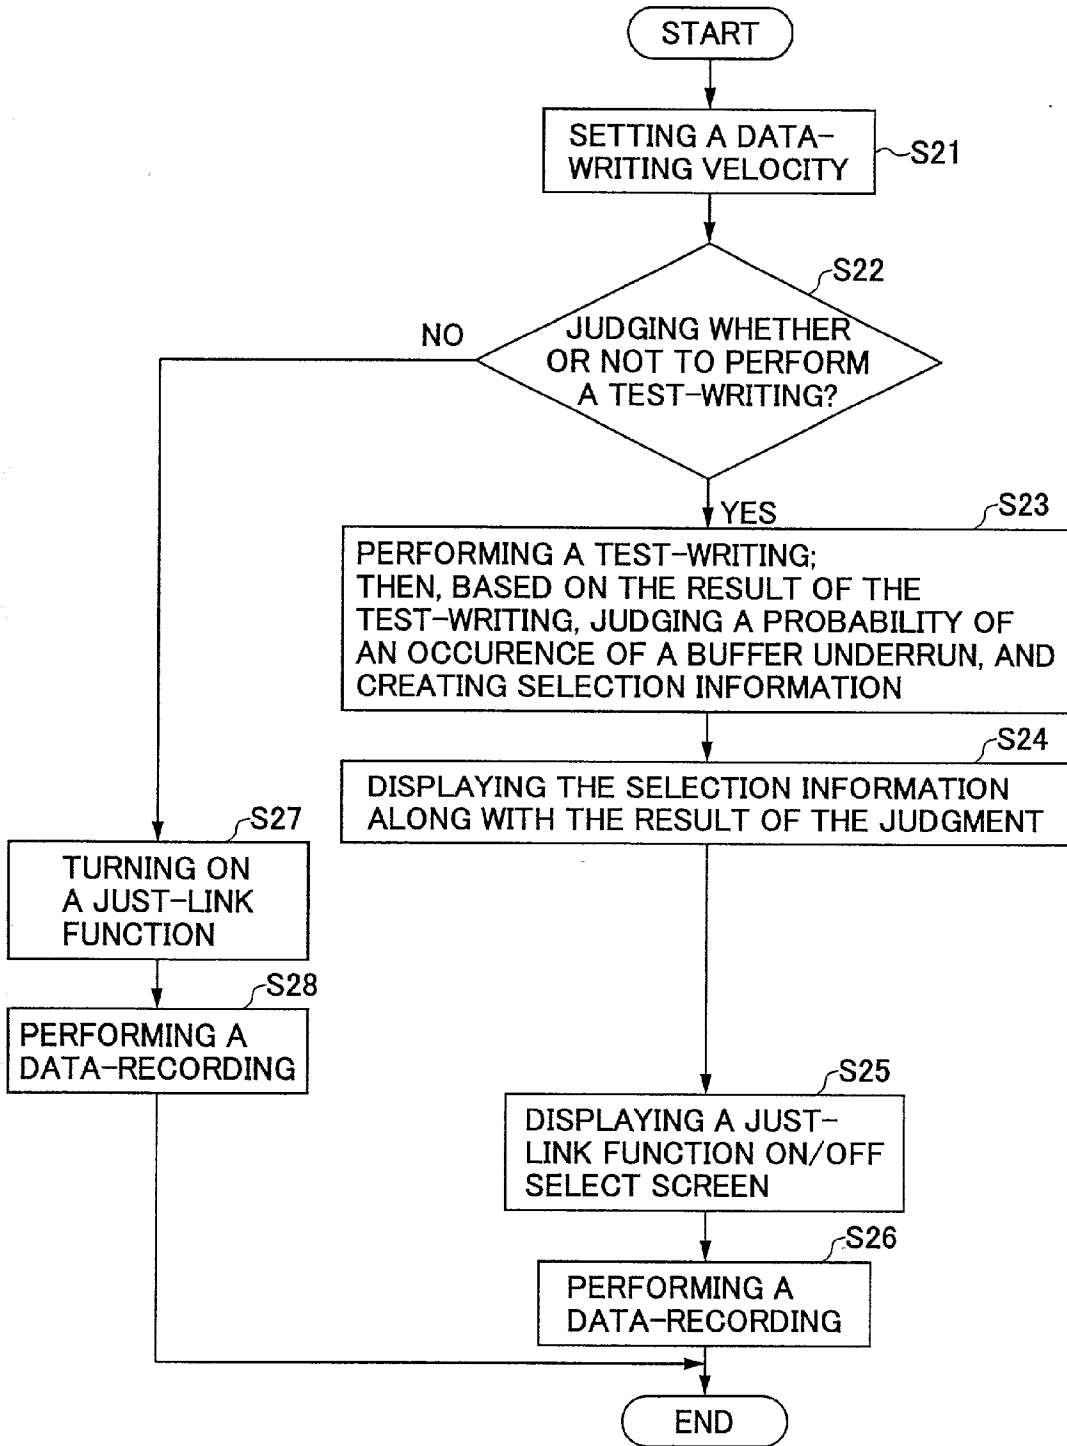 START
SETTING A DATA-
WRITING VELOCITY
S21
S22
JUDGING WHETHER
OR NOT TO PERFORM
A TEST-WRITING?
NO
YES
S23
PERFORMING A TEST-WRITING;
THEN, BASED ON THE RESULT OF THE
TEST-WRITING, JUDGING A PROBABILITY OF
AN OCCURENCE OF A BUFFER UNDERRUN, AND
CREATING SELECTION INFORMATION
S24
DISPLAYING THE SELECTION INFORMATION
ALONG WITH THE RESULT OF THE JUDGMENT
S27
TURNING ON
A JUST-LINK
FUNCTION
S28
PERFORMING A
DATA-RECORDING
S25
DISPLAYING A JUST-
LINK FUNCTION ON/OFF
SELECT SCREEN
S26
PERFORMING A
DATA-RECORDING
END